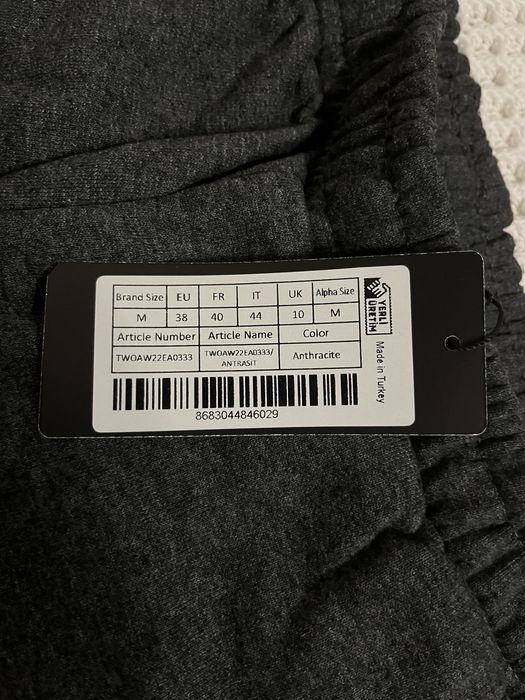 Brand Size EU FR IT UK Alpha Size
M 38 40 44 10 M
Article Number Article Name Color
TWOAW22EA0333 TWOAW22EA0333/ Anthracite
ANTRASIT
8683044846029
YERLİ
ÜRETİM
Made in Turkey